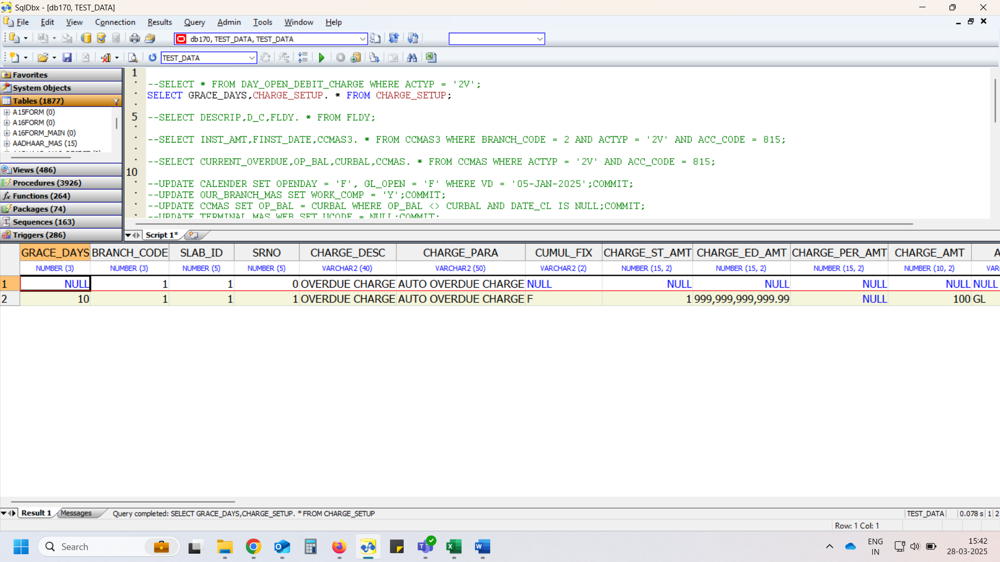 SqlDbx - [db170, TEST_DATA]
File Edit View Connection Results Query Admin Tools Window Help
db170, TEST_DATA, TEST_DATA
TEST_DATA
Favorites
System Objects
Tables (1877)
A15FORM (0)
A16FORM (0)
A16FORM_MAIN (0)
AADHAAR_MAS (15)
Views (486)
Procedures (3926)
Functions (264)
Packages (74)
Sequences (163)
Triggers (286)
1
--SELECT * FROM DAY_OPEN_DEBIT_CHARGE WHERE ACTYP = '2V';
SELECT GRACE_DAYS,CHARGE_SETUP. * FROM CHARGE_SETUP;
5 --SELECT DESCRIP,D_C,FLDY. * FROM FLDY;
--SELECT INST_AMT,FINST_DATE,CCMAS3. * FROM CCMAS3 WHERE BRANCH_CODE = 2 AND ACTYP = '2V' AND ACC_CODE = 815;
--SELECT CURRENT_OVERDUE,OP_BAL,CURBAL,CCMAS. * FROM CCMAS WHERE ACTYP = '2V' AND ACC_CODE = 815;
10
--UPDATE CALENDER SET OPENDAY = 'F', GL_OPEN = 'F' WHERE VD = '05-JAN-2025';COMMIT;
--UPDATE OUR_BRANCH_MAS SET WORK_COMP = 'Y';COMMIT;
--UPDATE CCMAS SET OP_BAL = CURBAL WHERE OP_BAL <> CURBAL AND DATE_CL IS NULL;COMMIT;
--UPDATE TERMINAL_MAS_WEB SET UCODE = NULL;COMMIT;
Script 1*
GRACE_DAYS BRANCH_CODE SLAB_ID SRNO CHARGE_DESC CHARGE_PARA CUMUL_FIX CHARGE_ST_AMT CHARGE_ED_AMT CHARGE_PER_AMT CHARGE_AMT A
NUMBER (3) NUMBER (3) NUMBER (5) NUMBER (5) VARCHAR2 (40) VARCHAR2 (50) VARCHAR2 (2) NUMBER (15, 2) NUMBER (15, 2) NUMBER (15, 2) NUMBER (10, 2) VAR
1 NULL 1 1 0 OVERDUE CHARGE AUTO OVERDUE CHARGE NULL NULL NULL NULL NULL NULL
2 10 1 1 1 OVERDUE CHARGE AUTO OVERDUE CHARGE F 1 999,999,999,999.99 NULL 100 GL
Result 1 Messages Query completed: SELECT GRACE_DAYS,CHARGE_SETUP. * FROM CHARGE_SETUP TEST_DATA 0.078 s 1 2
Row: 1 Col: 1
Search
ENG
IN
15:42
28-03-2025